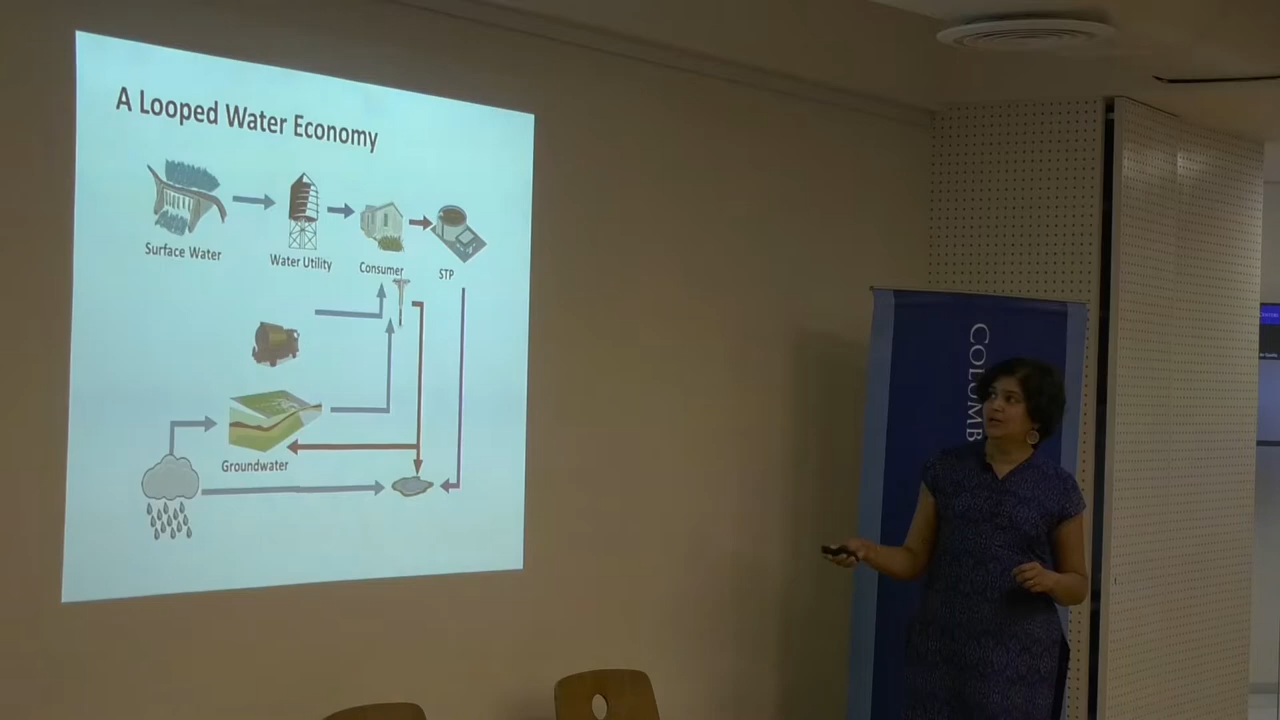 A Looped Water Economy
Surface Water
Water Utility
Consumer
STP
Groundwater
COLUMB